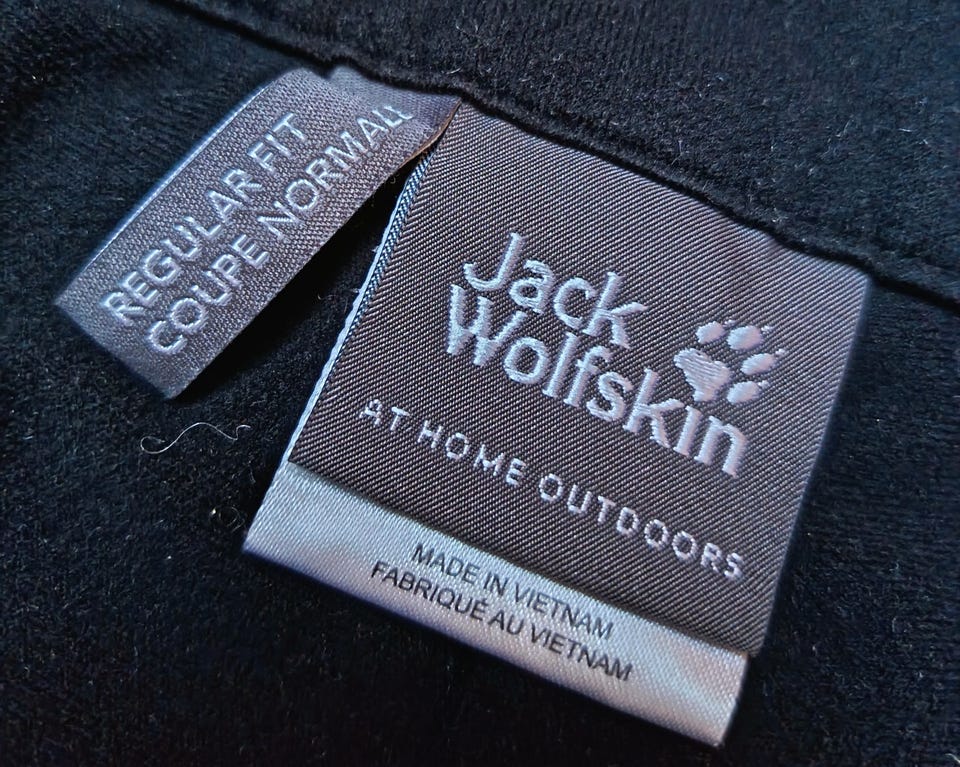 REGULAR FIT
COUPE NORMALE
Jack
Wolfskin
AT HOME OUTDOORS
MADE IN VIETNAM
FABRIQUÉ AU VIETNAM